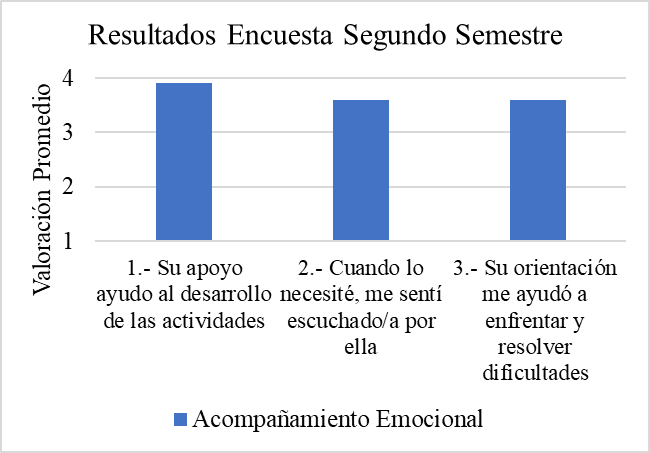 Resultados Encuesta Segundo Semestre
Valoración Promedio
4
3
2
1
1.- Su apoyo
ayudo al desarrollo
de las actividades
2.- Cuando lo
necesité, me sentí
escuchado/a por
ella
3.- Su orientación
me ayudó a
enfrentar y
resolver
dificultades
Acompañamiento Emocional